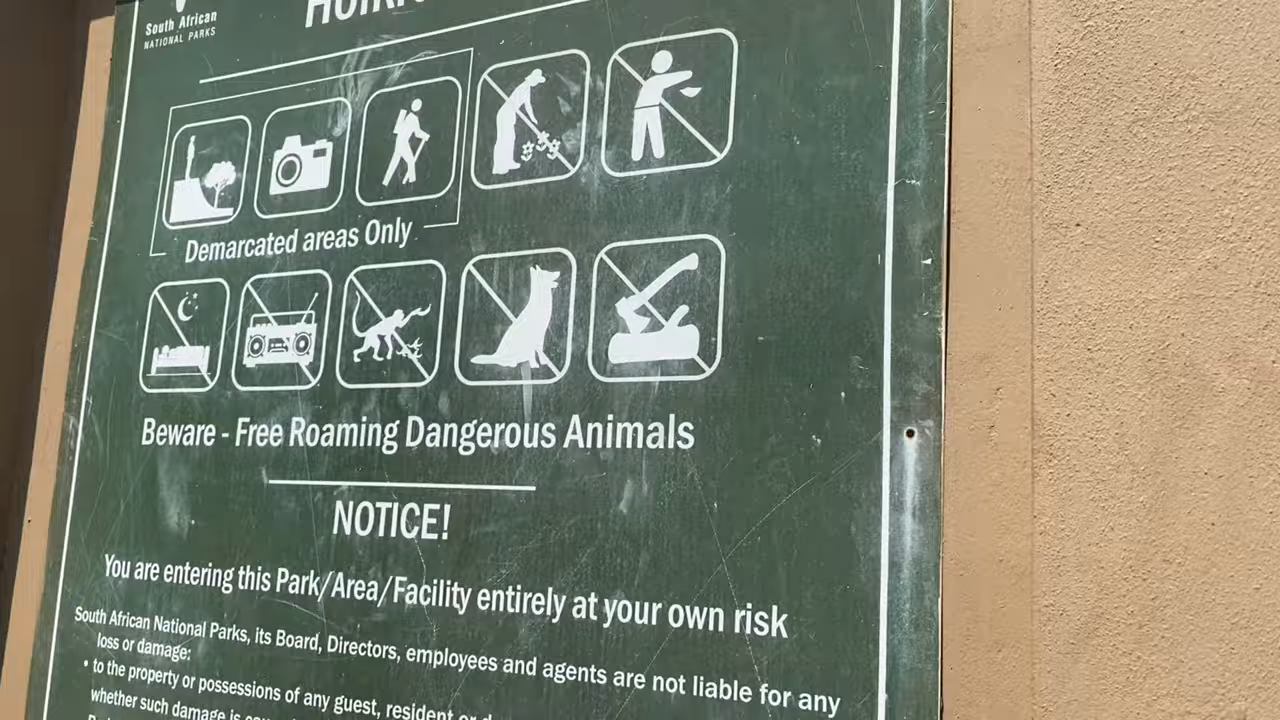 South African
NATIONAL PARKS
Demarcated areas Only
Beware - Free Roaming Dangerous Animals
NOTICE!
You are entering this Park/Area/Facility entirely at your own risk
South African National Parks, its Board, Directors, employees and agents are not liable for any
loss or damage:
• to the property or possessions of any guest, resident or
whether such damage is